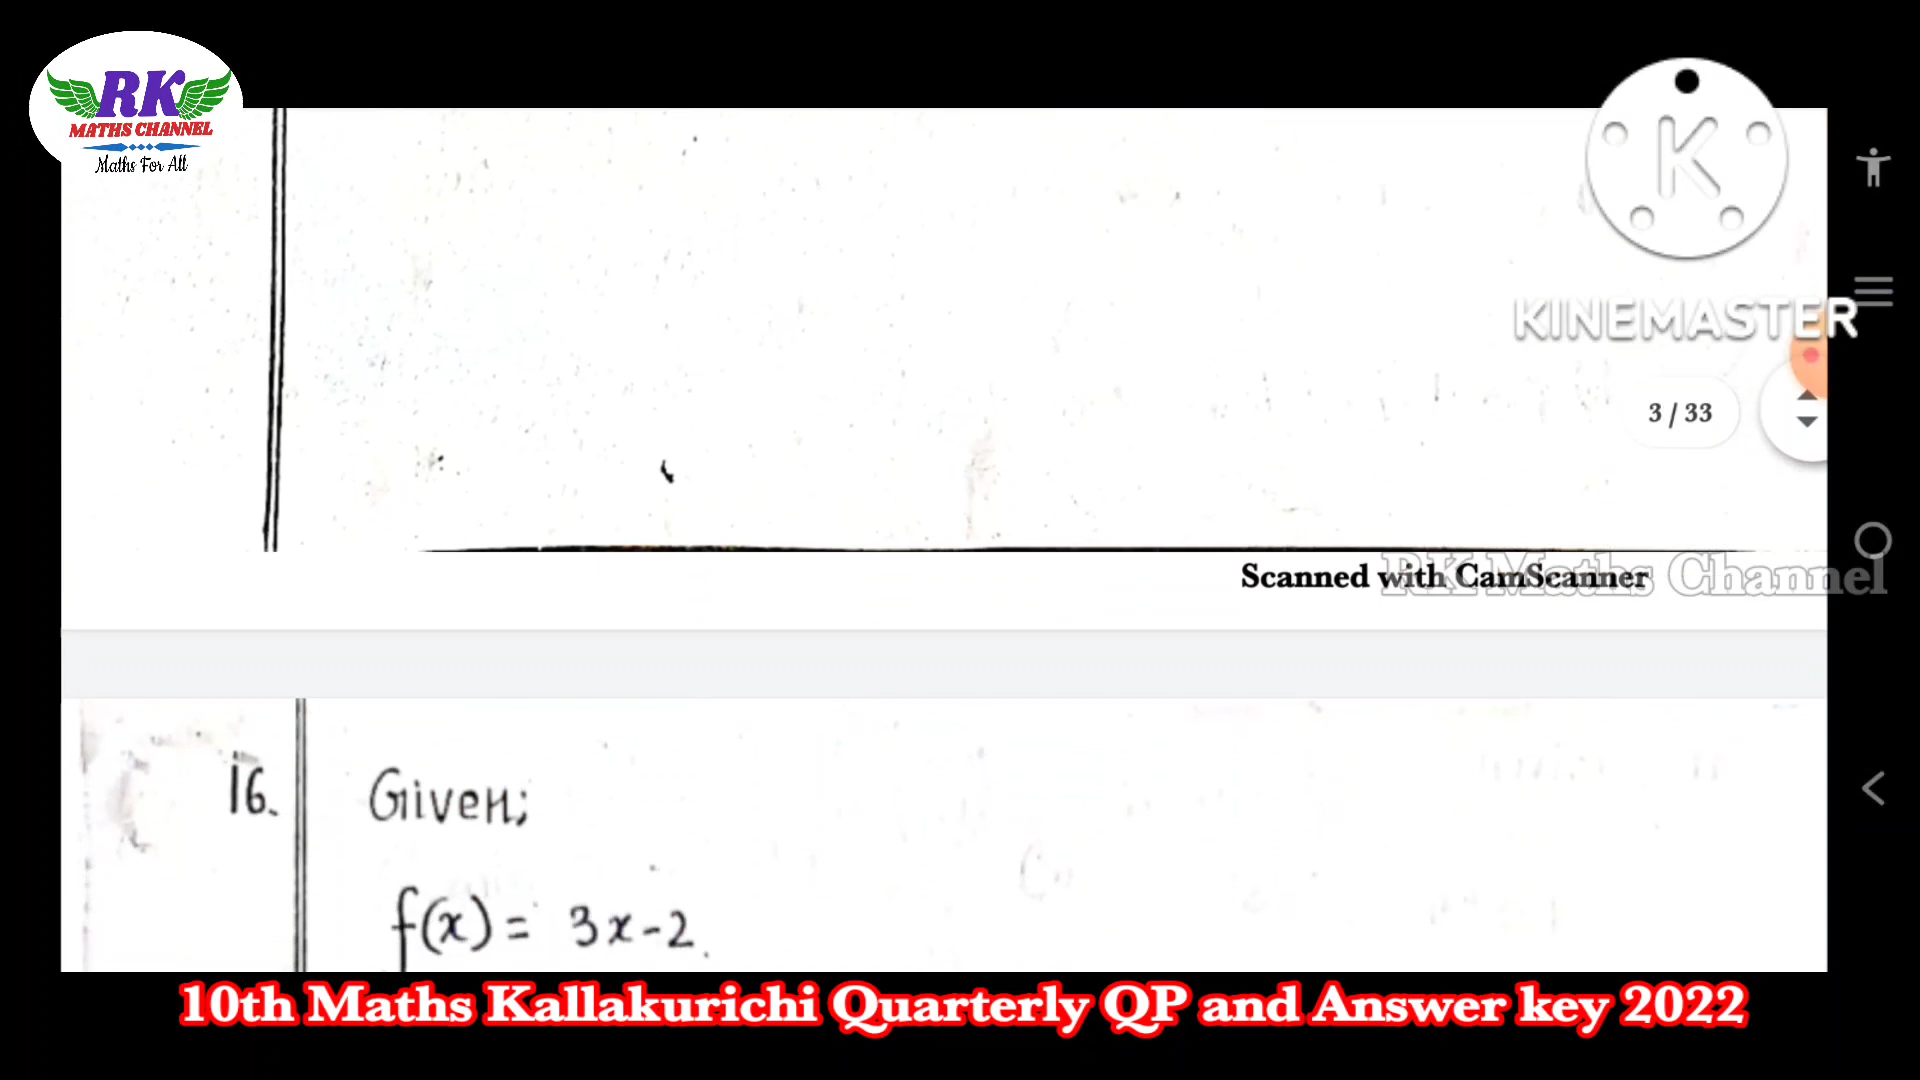 RK
MATHS CHANNEL
Maths For All
K
KINEMASTER
3 / 33
Scanned with CamScanner
RK Maths Channel
16.
Given;
f(x) = 3x-2.
10th Maths Kallakurichi Quarterly QP and Answer key 2022